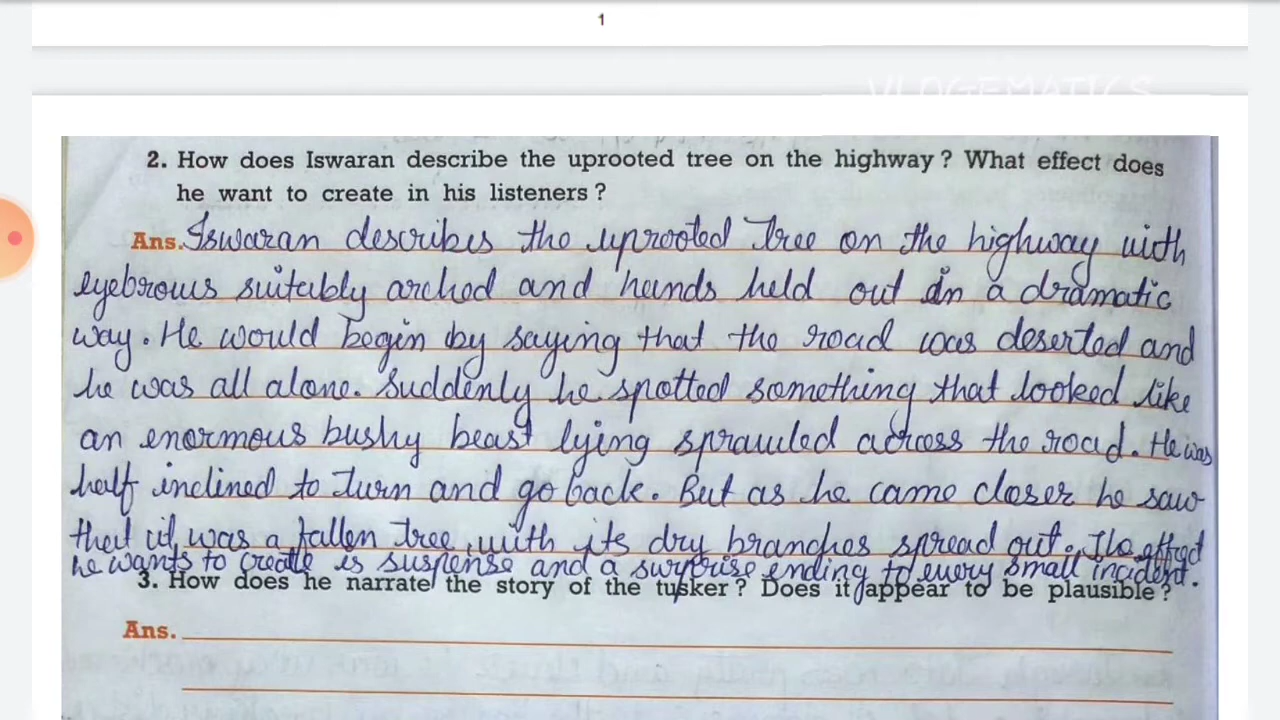 1
VLOGEMATICS
2. How does Iswaran describe the uprooted tree on the highway ? What effect does
he want to create in his listeners ?
Ans. Iswaran describes the uprooted Tree on the highway with
eyebrows suitably arched and hands held out in a dramatic
way. He would begin by saying that the road was deserted and
he was all alone. Suddenly he spotted something that looked like
an enormous bushy beast lying sprawled across the road. He was
half inclined to turn and go back. But as he came closer he saw
that it was a fallen tree, with its dry branches spread out. The effect
he wants to create is suspense and a surprise ending to every small incident.
3. How does he narrate the story of the tusker ? Does it appear to be plausible ?
Ans.